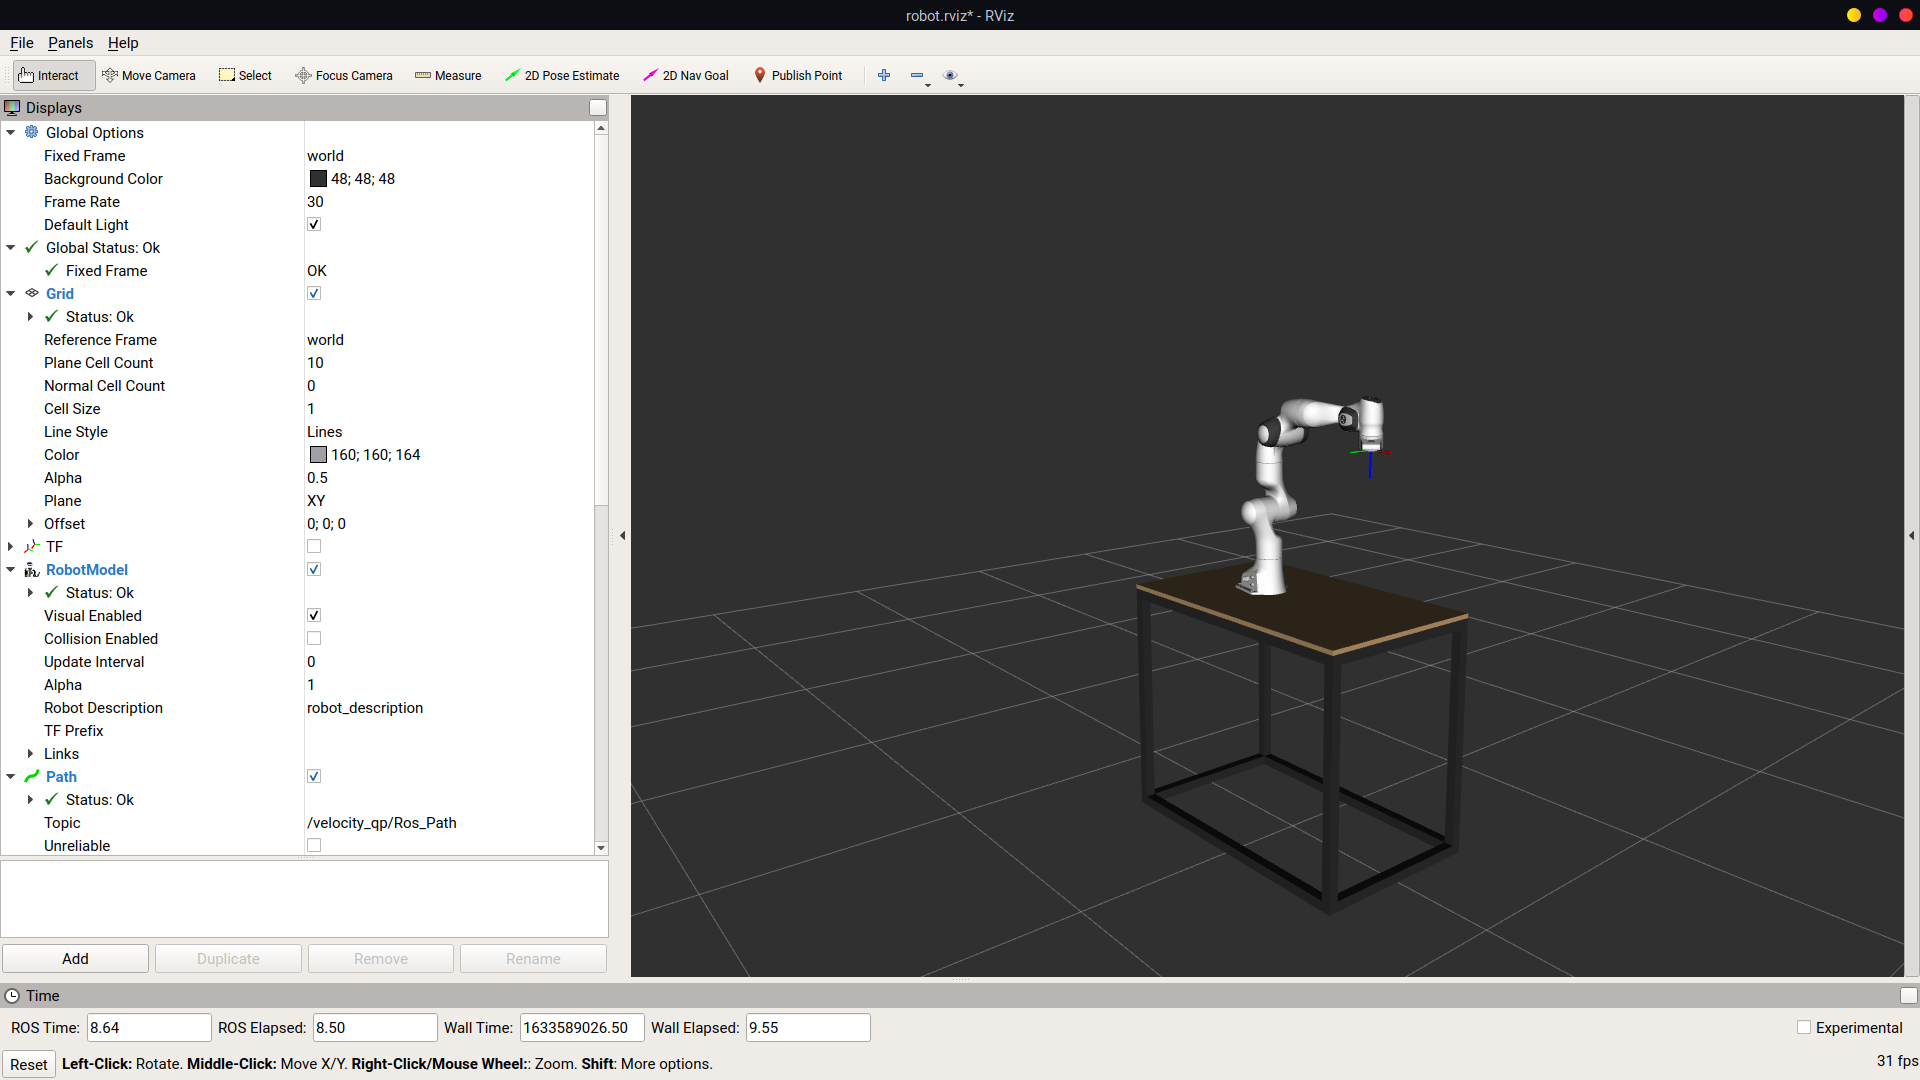 robot.rviz* - RViz
File Panels Help
Interact Move Camera Select Focus Camera Measure 2D Pose Estimate 2D Nav Goal Publish Point
Displays
Global Options
Fixed Frame world
Background Color 48; 48; 48
Frame Rate 30
Default Light
Global Status: Ok
Fixed Frame OK
Grid
Status: Ok
Reference Frame world
Plane Cell Count 10
Normal Cell Count 0
Cell Size 1
Line Style Lines
Color 160; 160; 164
Alpha 0.5
Plane XY
Offset 0; 0; 0
TF
RobotModel
Status: Ok
Visual Enabled
Collision Enabled
Update Interval 0
Alpha 1
Robot Description robot_description
TF Prefix
Links
Path
Status: Ok
Topic /velocity_qp/Ros_Path
Unreliable
Add Duplicate Remove Rename
Time
ROS Time: 8.64 ROS Elapsed: 8.50 Wall Time: 1633589026.50 Wall Elapsed: 9.55 Experimental
Reset Left-Click: Rotate. Middle-Click: Move X/Y. Right-Click/Mouse Wheel:: Zoom. Shift: More options. 31 fps